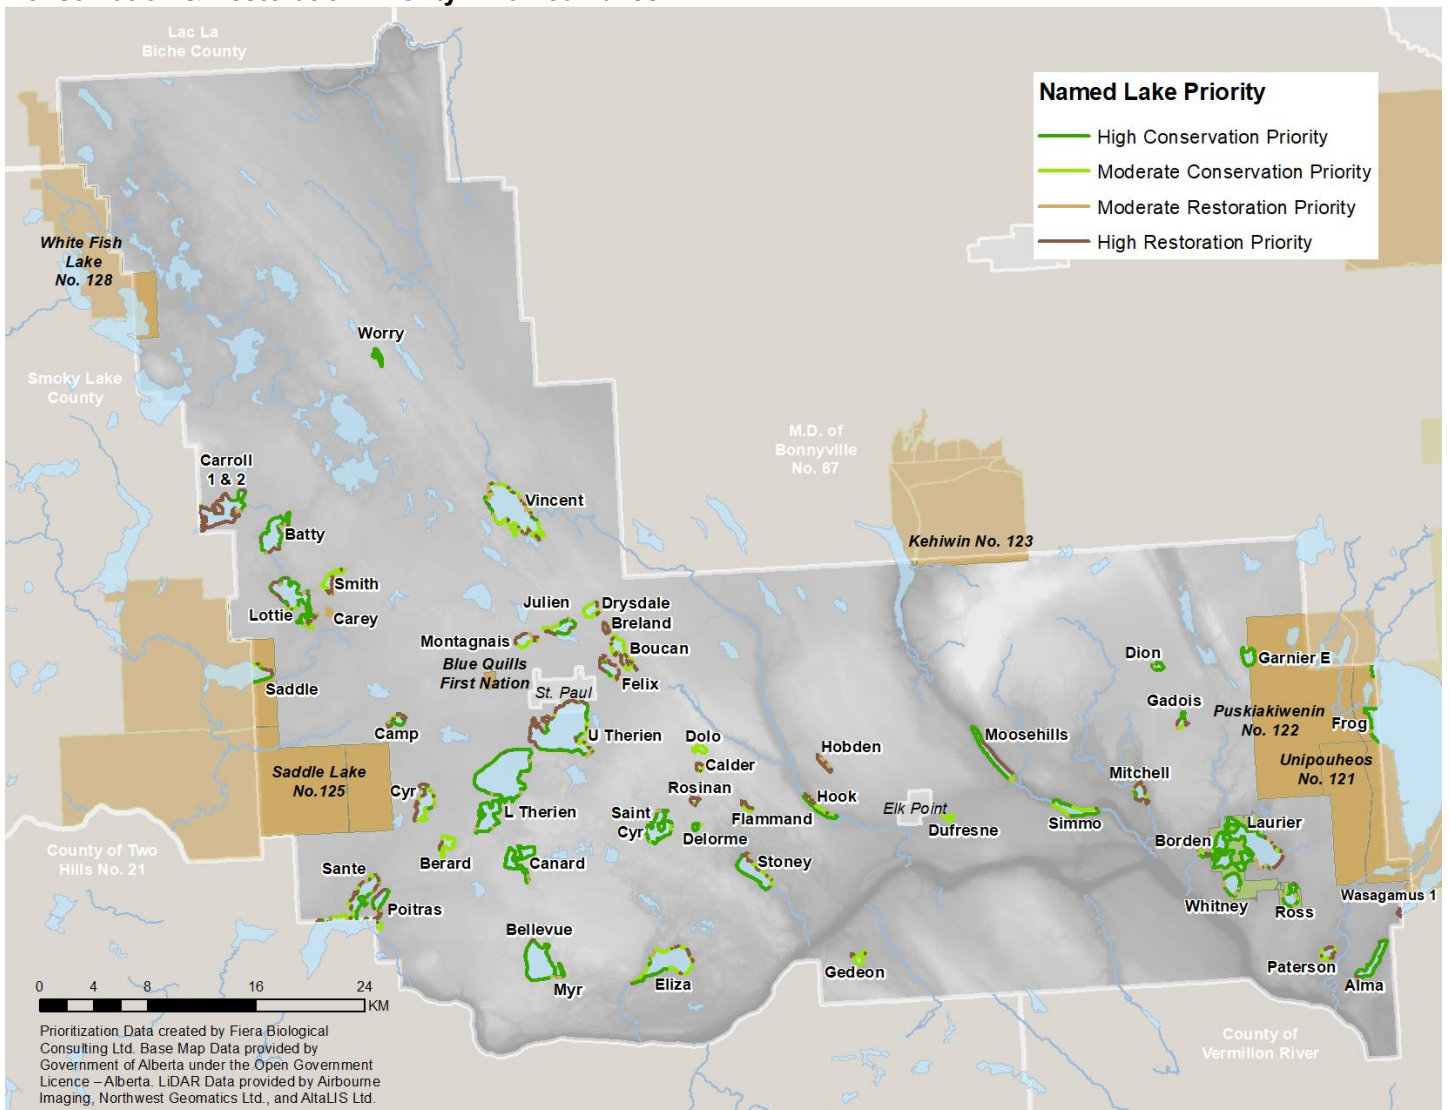 Lac La
Biche County
Named Lake Priority
High Conservation Priority
Moderate Conservation Priority
Moderate Restoration Priority
High Restoration Priority
White Fish
Lake
No. 128
Worry
Smoky Lake
County
M.D. of
Bonnyville
No. 87
Carroll
1 & 2
Vincent
Batty
Kehiwin No. 123
Smith
Lottie
Carey
Julien
Drysdale
Breland
Montagnais
Boucan
Blue Quills
First Nation
Felix
St. Paul
Saddle
Dion
Garnier E
Gadois
Puskiakiwenin
No. 122
Frog
Camp
U Therien
Dolo
Calder
Hobden
Moosehills
Unipouheos
No. 121
Saddle Lake
No.125
Mitchell
Cyr
Rosinan
Hook
Elk Point
L Therien
Saint
Cyr
Flammand
Delorme
Dufresne
Simmo
Laurier
Borden
County of Two
Hills No. 21
Berard
Canard
Stoney
Sante
Poitras
Whitney
Ross
Wasagamus 1
Bellevue
Myr
Eliza
Gedeon
Paterson
Alma
0 4 8 16 24
KM
County of
Vermilion River
Prioritization Data created by Fiera Biological
Consulting Ltd. Base Map Data provided by
Government of Alberta under the Open Government
Licence – Alberta. LiDAR Data provided by Airbourne
Imaging, Northwest Geomatics Ltd., and AltaLIS Ltd.